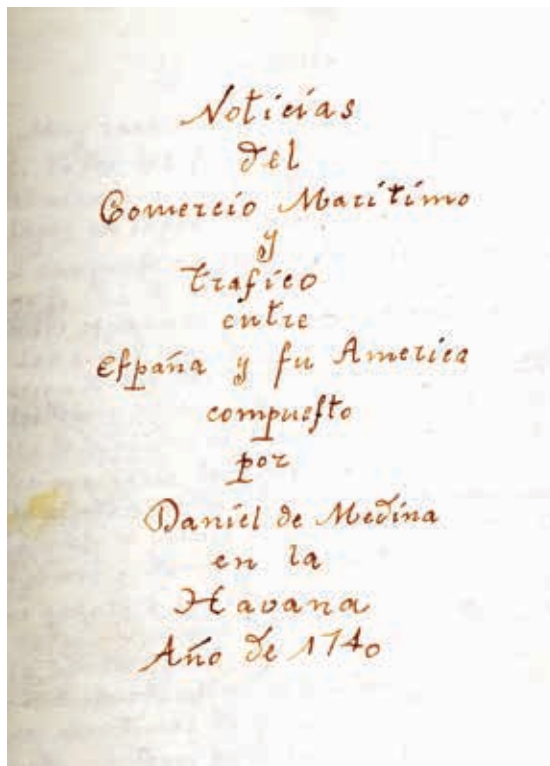 Noticias
del
Comercio Maritimo
y
trafico
entre
Eſpaña y ſu America
compueſto
por
Daniel de Medina
en la
Havana
Año de 1740